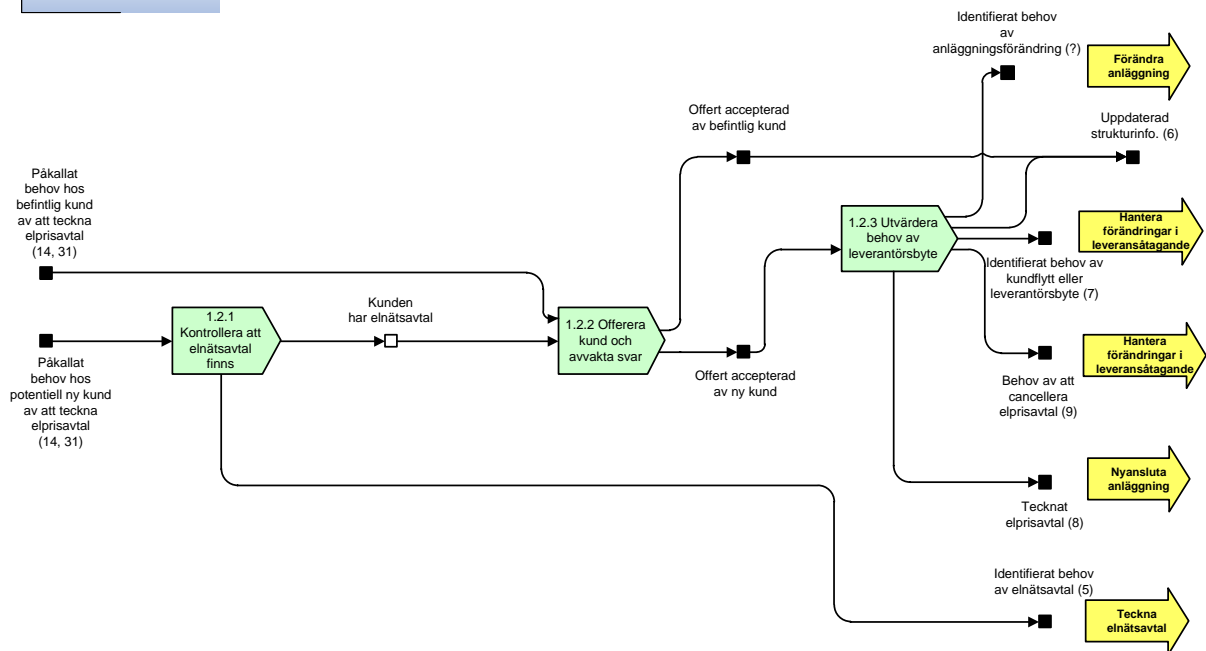 Identifierat behov
av
anläggningsförändring (?)
Förändra
anläggning
Offert accepterad
av befintlig kund
Uppdaterad
strukturinfo. (6)
Påkallat
behov hos
befintlig kund
av att teckna
elprisavtal
(14, 31)
1.2.3 Utvärdera
behov av
leverantörsbyte
Hantera
förändringar i
leveransåtagande
Identifierat behov av
kundflytt eller
leverantörsbyte (7)
Kunden
har elnätsavtal
1.2.1
Kontrollera att
elnätsavtal
finns
1.2.2 Offerera
kund och
avvakta svar
Hantera
förändringar i
leveransåtagande
Påkallat
behov hos
potentiell ny kund
av att teckna
elprisavtal
(14, 31)
Offert accepterad
av ny kund
Behov av att
cancellera
elprisavtal (9)
Nyansluta
anläggning
Tecknat
elprisavtal (8)
Identifierat behov
av elnätsavtal (5)
Teckna
elnätsavtal